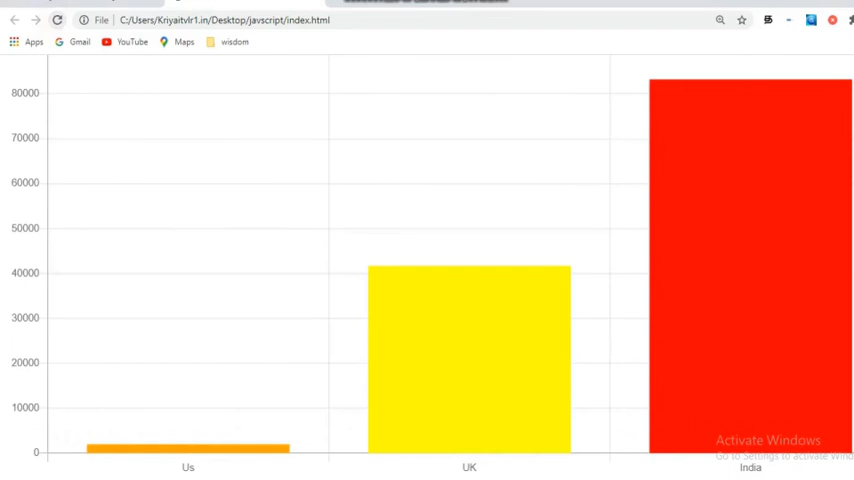 File C:/Users/Kriyaitvlr1.in/Desktop/javscript/index.html
Apps Gmail YouTube Maps wisdom
80000
70000
60000
50000
40000
30000
20000
10000
0
Activate Windows
Go to Settings to activate Wind
Us UK India